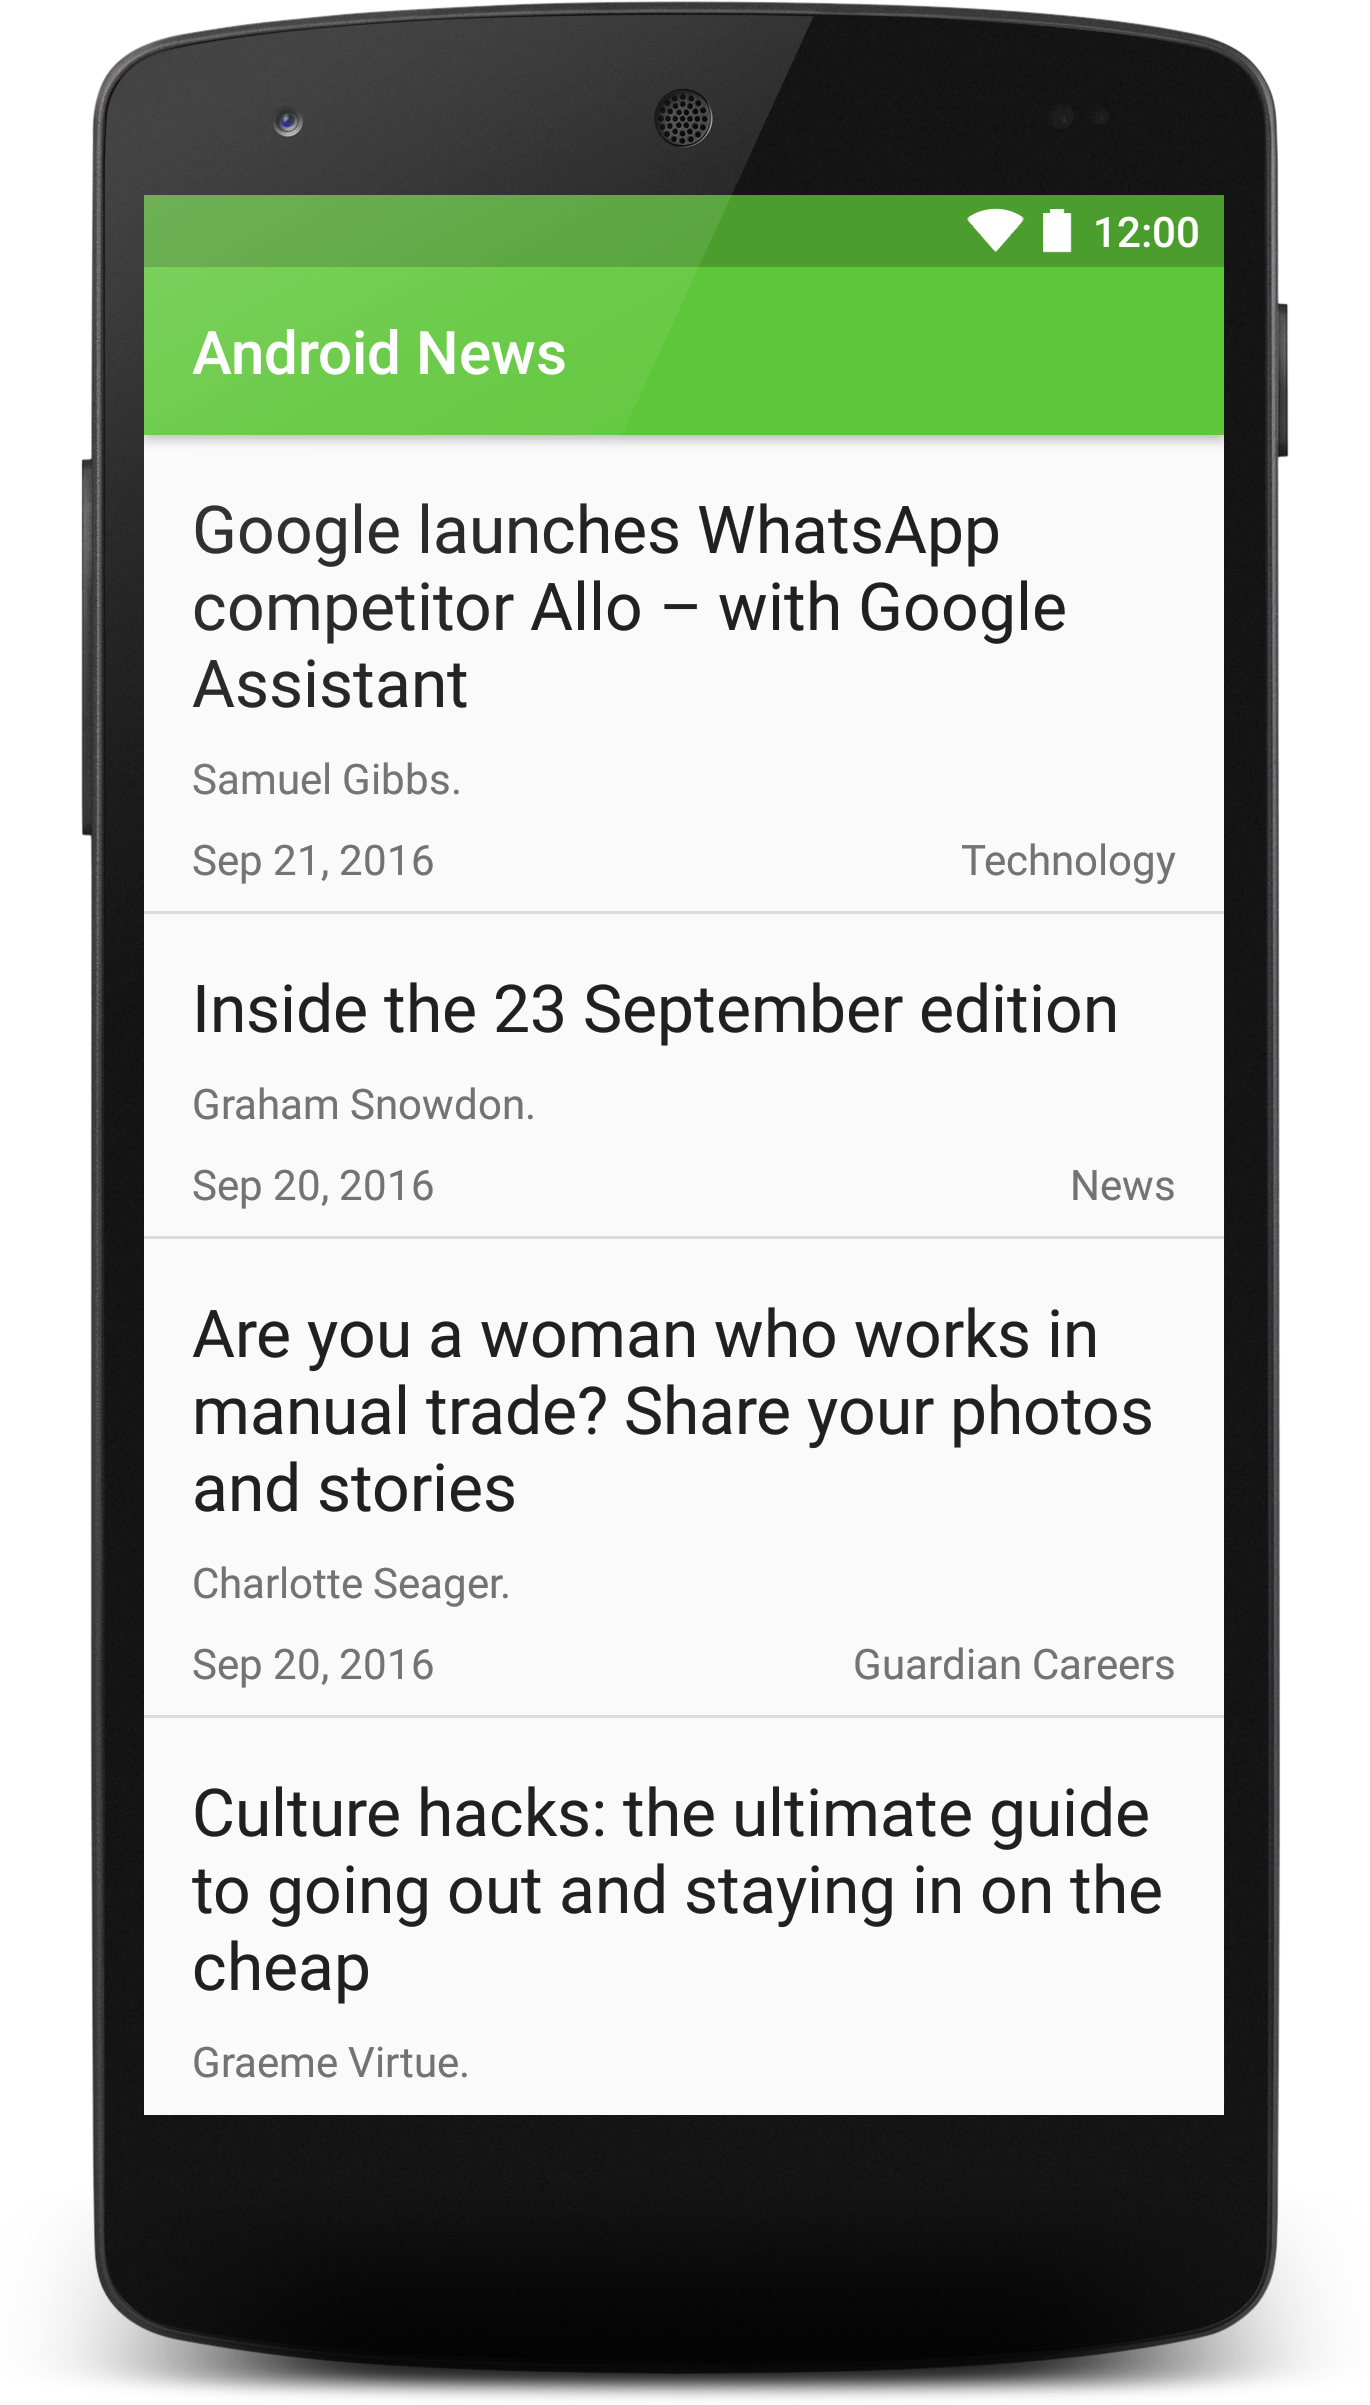 12:00
Android News
Google launches WhatsApp
competitor Allo – with Google
Assistant
Samuel Gibbs.
Sep 21, 2016 Technology
Inside the 23 September edition
Graham Snowdon.
Sep 20, 2016 News
Are you a woman who works in
manual trade? Share your photos
and stories
Charlotte Seager.
Sep 20, 2016 Guardian Careers
Culture hacks: the ultimate guide
to going out and staying in on the
cheap
Graeme Virtue.